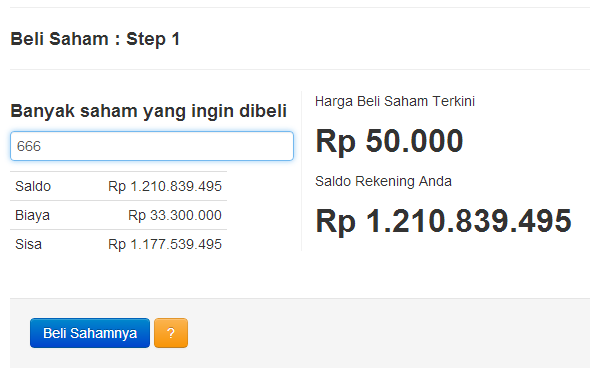 Beli Saham : Step 1
Banyak saham yang ingin dibeli
666
Saldo Rp 1.210.839.495
Biaya Rp 33.300.000
Sisa Rp 1.177.539.495
Harga Beli Saham Terkini
Rp 50.000
Saldo Rekening Anda
Rp 1.210.839.495
Beli Sahamnya ?